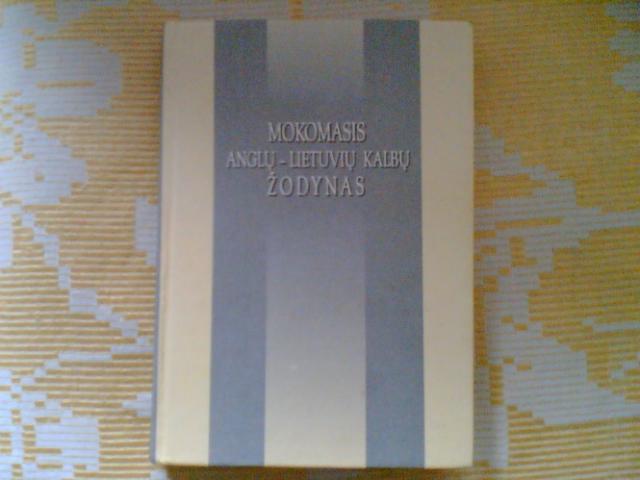 MOKOMASIS
ANGLŲ - LIETUVIŲ KALBŲ
ŽODYNAS